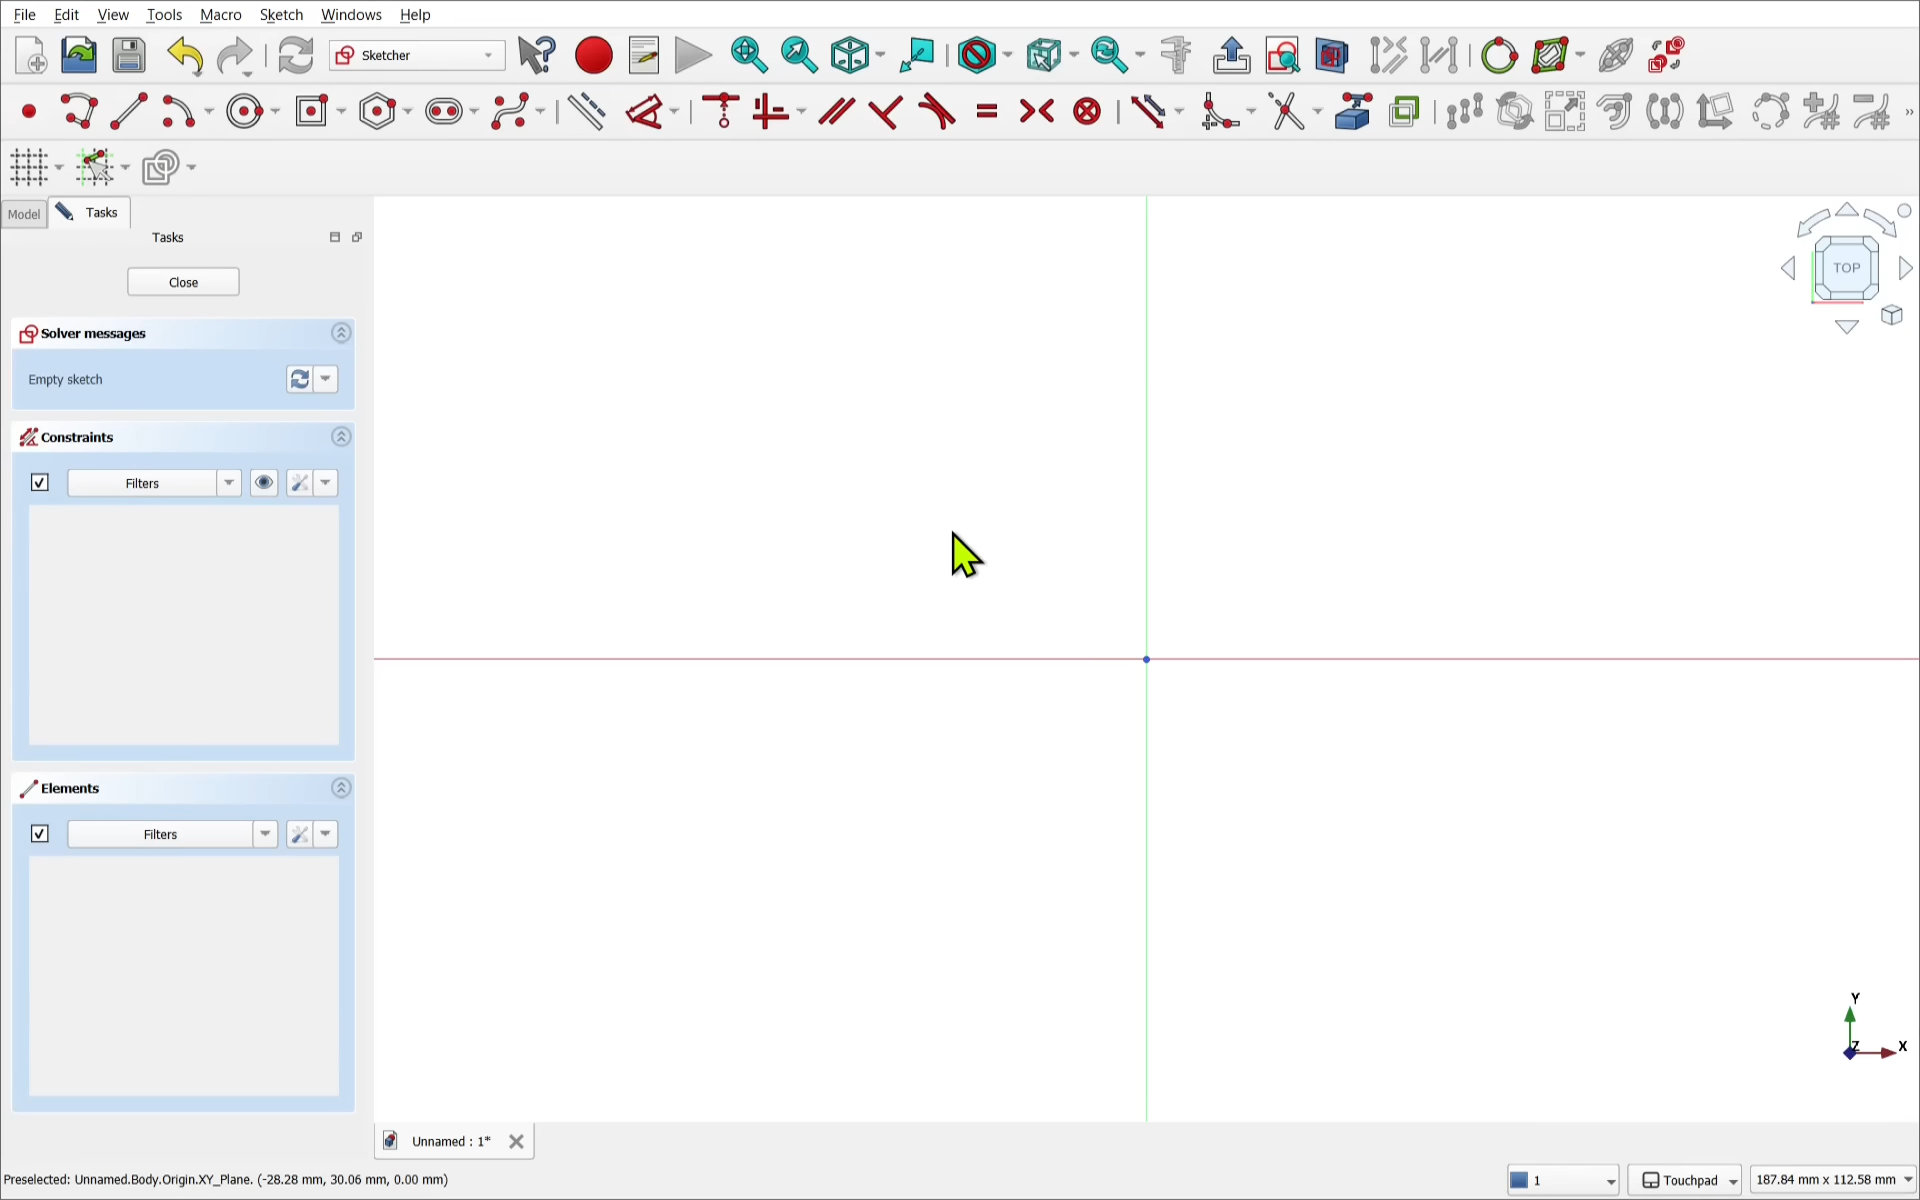 File Edit View Tools Macro Sketch Windows Help
Sketcher
Model Tasks
Tasks
Close
Solver messages
Empty sketch
Constraints
Filters
Elements
Filters
TOP
Y
Z X
Unnamed : 1*
Preselected: Unnamed.Body.Origin.XY_Plane. (-28.28 mm, 30.06 mm, 0.00 mm)
1 Touchpad 187.84 mm x 112.58 mm